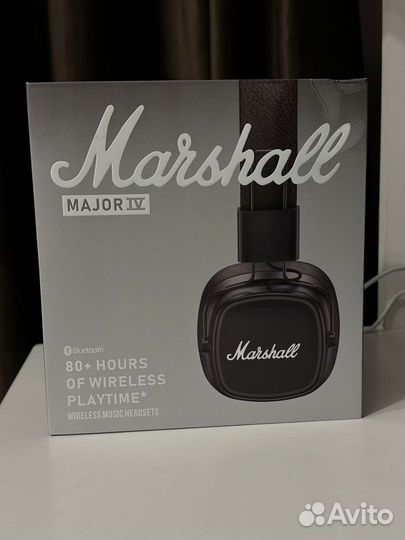 Marshall
MAJOR IV
Bluetooth
80+ HOURS
OF WIRELESS
PLAYTIME*
WIRELESS MUSIC HEADSETS
Marshall
Avito